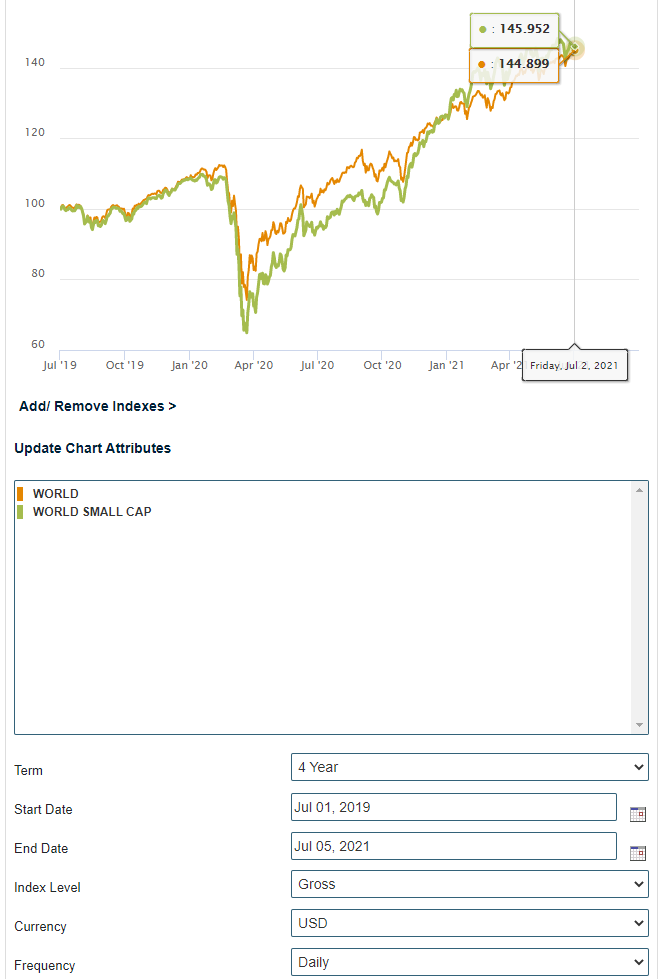 : 145.952
: 144.899
140
120
100
80
60
Jul '19 Oct '19 Jan '20 Apr '20 Jul '20 Oct '20 Jan '21 Apr '2
Friday, Jul 2, 2021
Add/ Remove Indexes >
Update Chart Attributes
WORLD
WORLD SMALL CAP
Term 4 Year
Start Date Jul 01, 2019
End Date Jul 05, 2021
Index Level Gross
Currency USD
Frequency Daily